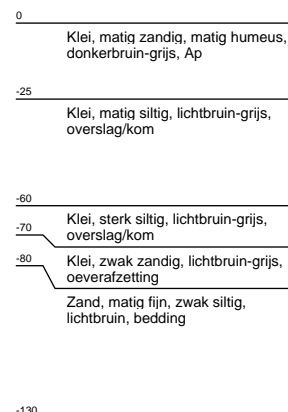 0
Klei, matig zandig, matig humeus,
donkerbruin-grijs, Ap
-25
Klei, matig siltig, lichtbruin-grijs,
overslag/kom
-60
Klei, sterk siltig, lichtbruin-grijs,
overslag/kom
-70
Klei, zwak zandig, lichtbruin-grijs,
oeverafzetting
-80
Zand, matig fijn, zwak siltig,
lichtbruin, bedding
-130